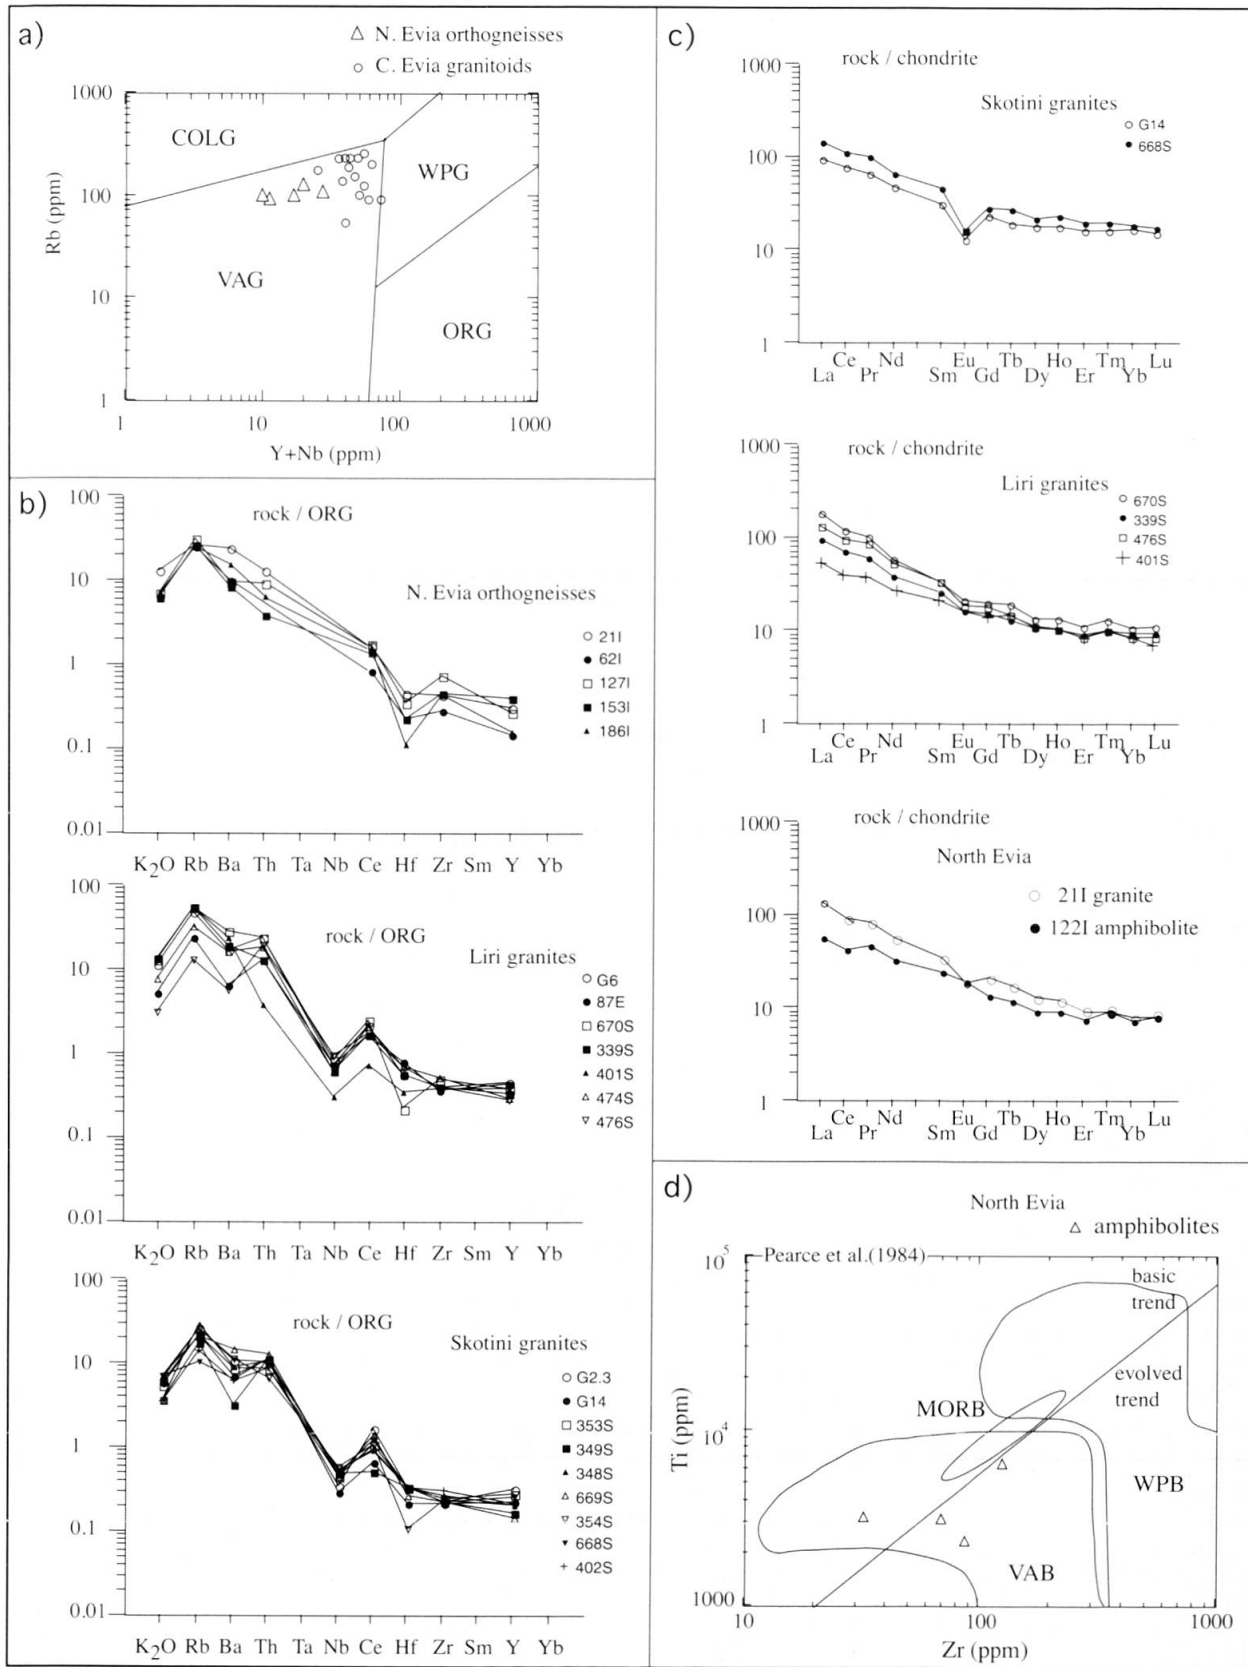 a)
△ N. Evia orthogneisses
○ C. Evia granitoids
1000
100
10
1
Rb (ppm)
COLG
WPG
VAG
ORG
1 10 100 1000
Y+Nb (ppm)
b)
100
10
1
0.1
0.01
rock / ORG
N. Evia orthogneisses
○ 21I
● 62I
□ 127I
■ 153I
▲ 186I
K₂O Rb Ba Th Ta Nb Ce Hf Zr Sm Y Yb
100
10
1
0.1
0.01
rock / ORG
Liri granites
○ G6
● 87E
□ 670S
■ 339S
▲ 401S
△ 474S
▽ 476S
K₂O Rb Ba Th Ta Nb Ce Hf Zr Sm Y Yb
100
10
1
0.1
0.01
rock / ORG
Skotini granites
○ G2.3
● G14
□ 353S
■ 349S
▲ 348S
△ 669S
▽ 354S
▼ 668S
+ 402S
K₂O Rb Ba Th Ta Nb Ce Hf Zr Sm Y Yb
c)
rock / chondrite
Skotini granites
○ G14
● 668S
1000
100
10
1
Ce Nd Eu Tb Ho Tm Lu
La Pr Sm Gd Dy Er Yb
rock / chondrite
Liri granites
○ 670S
● 339S
□ 476S
+ 401S
1000
100
10
1
Ce Nd Eu Tb Ho Tm Lu
La Pr Sm Gd Dy Er Yb
rock / chondrite
North Evia
○ 21I granite
● 122I amphibolite
1000
100
10
1
Ce Nd Eu Tb Ho Tm Lu
La Pr Sm Gd Dy Er Yb
d)
North Evia
△ amphibolites
Pearce et al.(1984)
10⁵
10⁴
1000
Ti (ppm)
basic
trend
evolved
trend
MORB
WPB
VAB
10 100 1000
Zr (ppm)